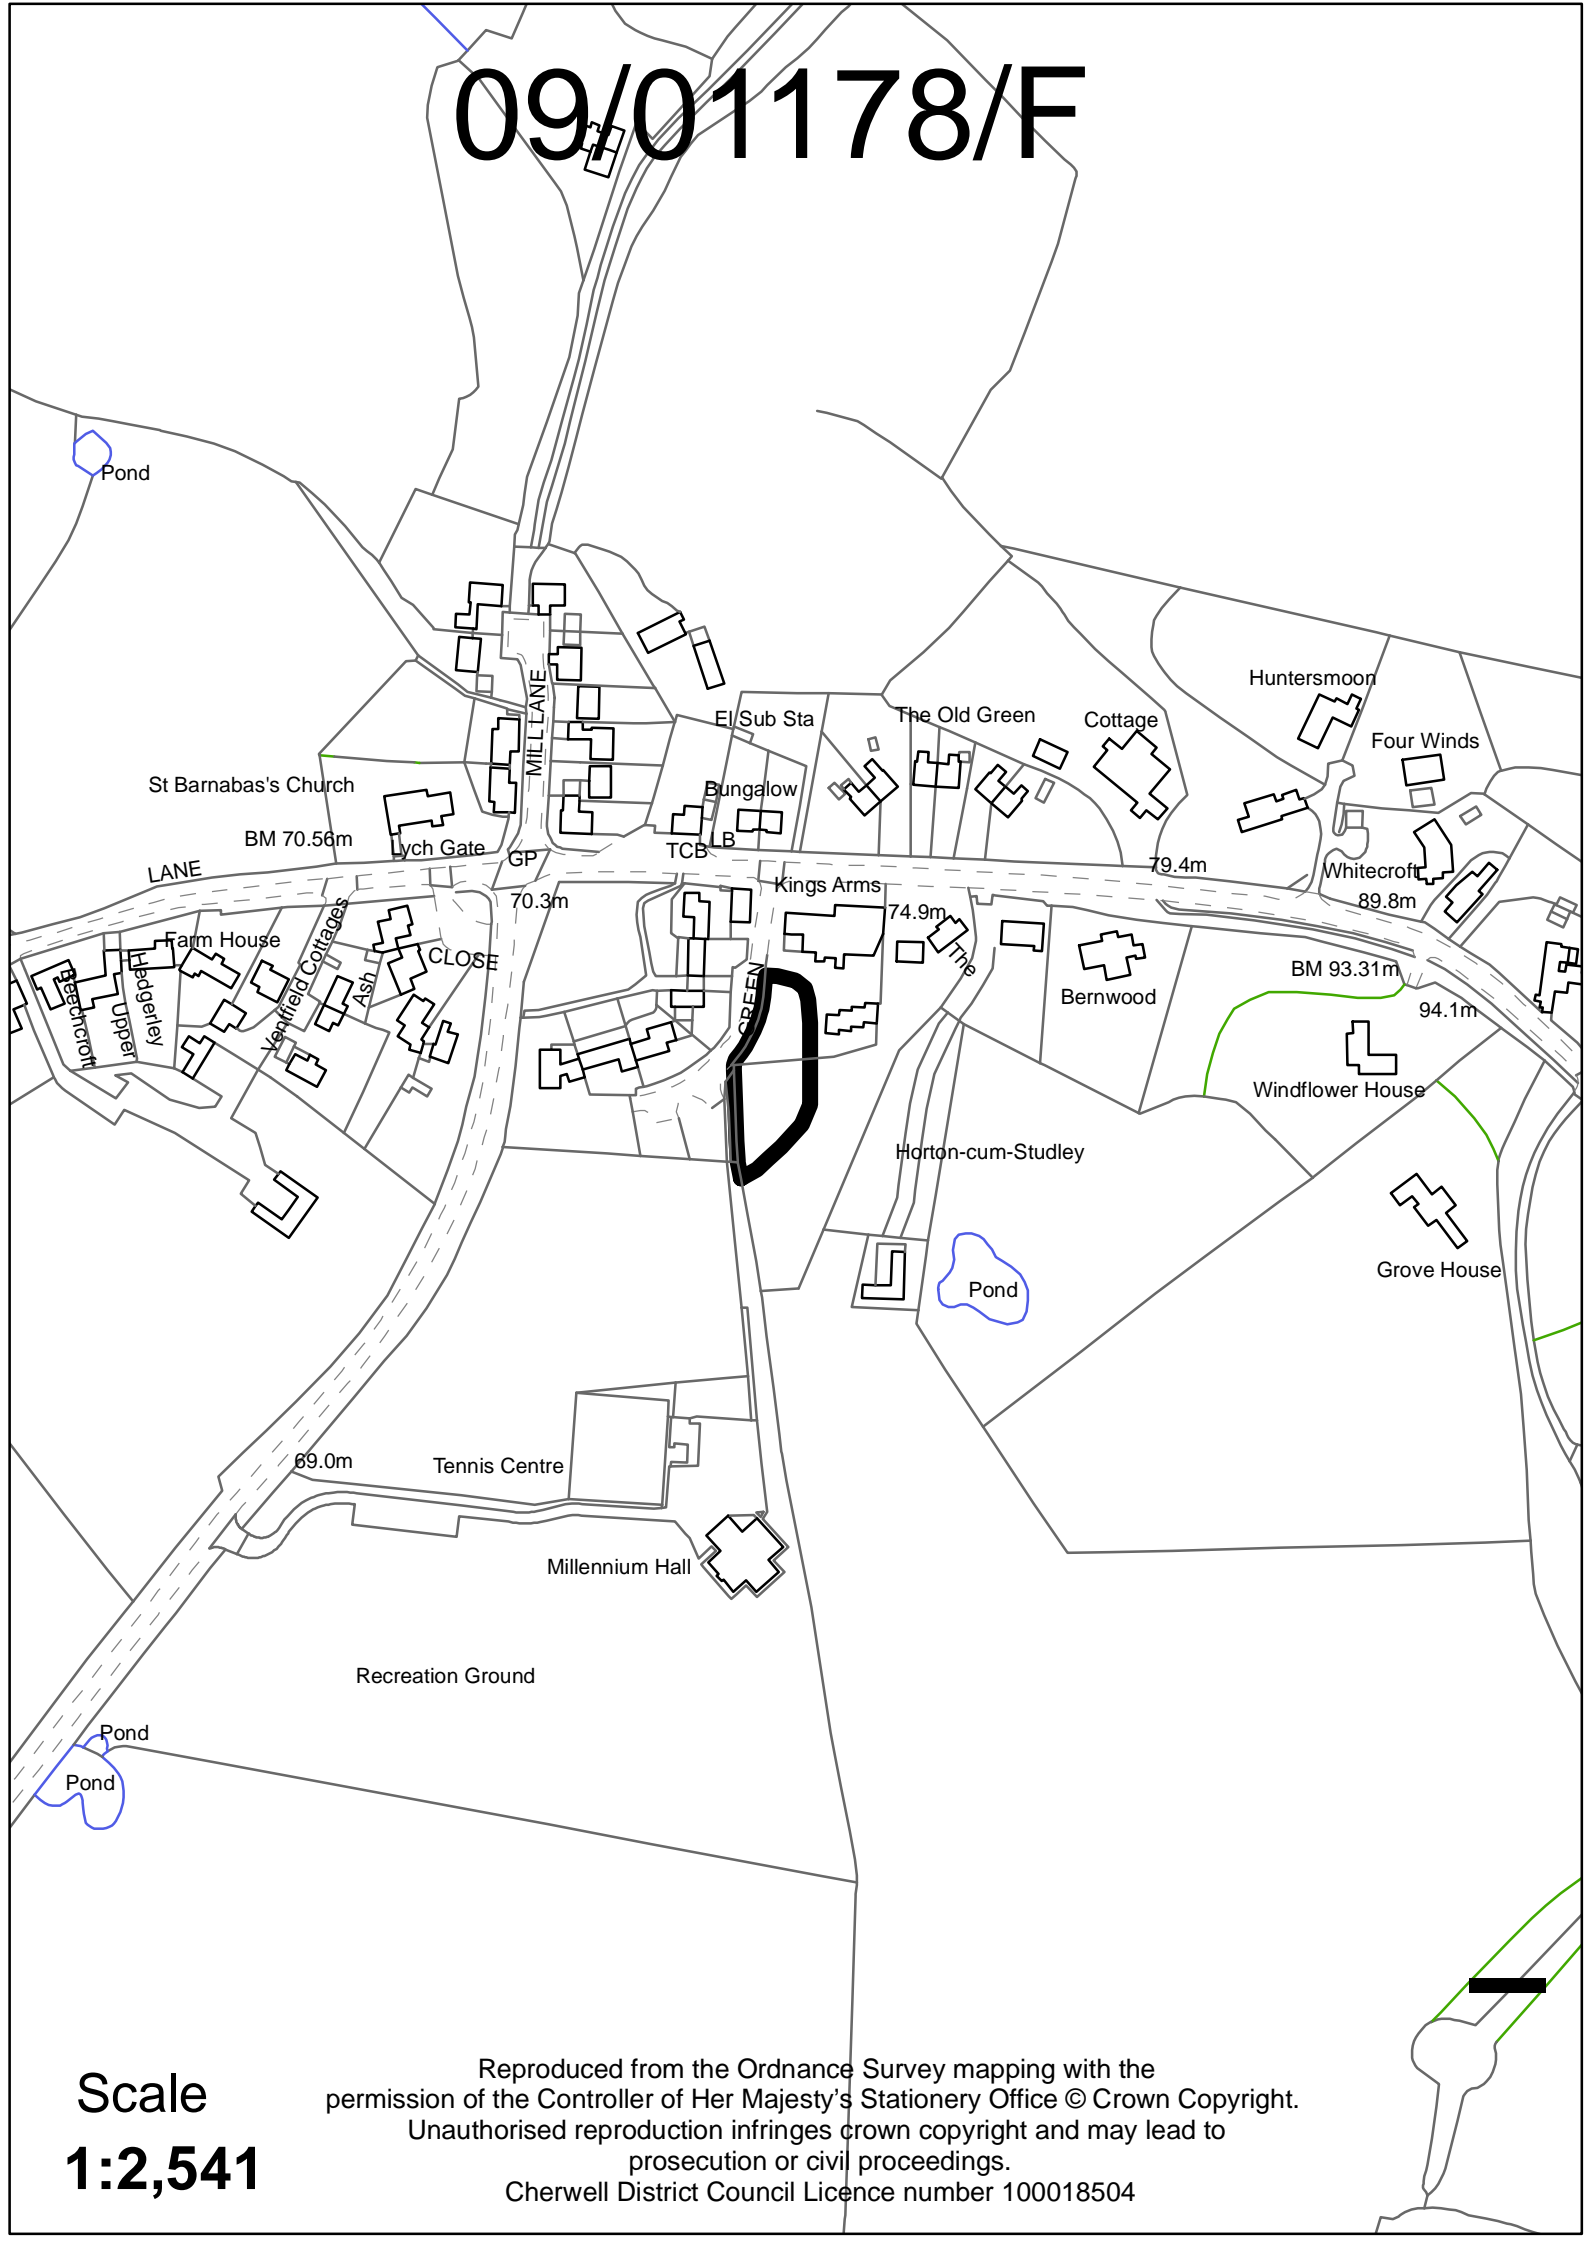 09/01178/F
Pond
Huntersmoon
El Sub Sta
The Old Green
Cottage
MILL LANE
Four Winds
St Barnabas's Church
Bungalow
BM 70.56m
Lych Gate
GP
TCB
LB
79.4m
LANE
Kings Arms
Whitecroft
70.3m
74.9m
89.8m
Farm House
Ventfield Cottages
CLOSE
The
BM 93.31m
Beechcroft
Upper
Hedgerley
Ash
GREEN
Bernwood
94.1m
Windflower House
Horton-cum-Studley
Grove House
Pond
69.0m
Tennis Centre
Millennium Hall
Recreation Ground
Pond
Pond
Scale
1:2,541
Reproduced from the Ordnance Survey mapping with the
permission of the Controller of Her Majesty's Stationery Office © Crown Copyright.
Unauthorised reproduction infringes crown copyright and may lead to
prosecution or civil proceedings.
Cherwell District Council Licence number 100018504